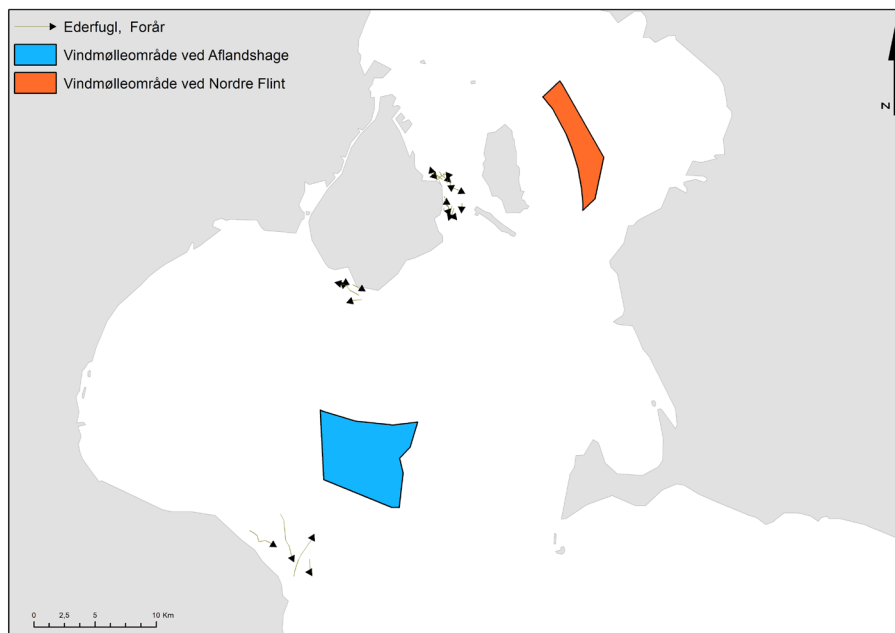 Ederfugl, Forår
Vindmølleområde ved Aflandshage
Vindmølleområde ved Nordre Flint
N
0 2,5 5 10 Km